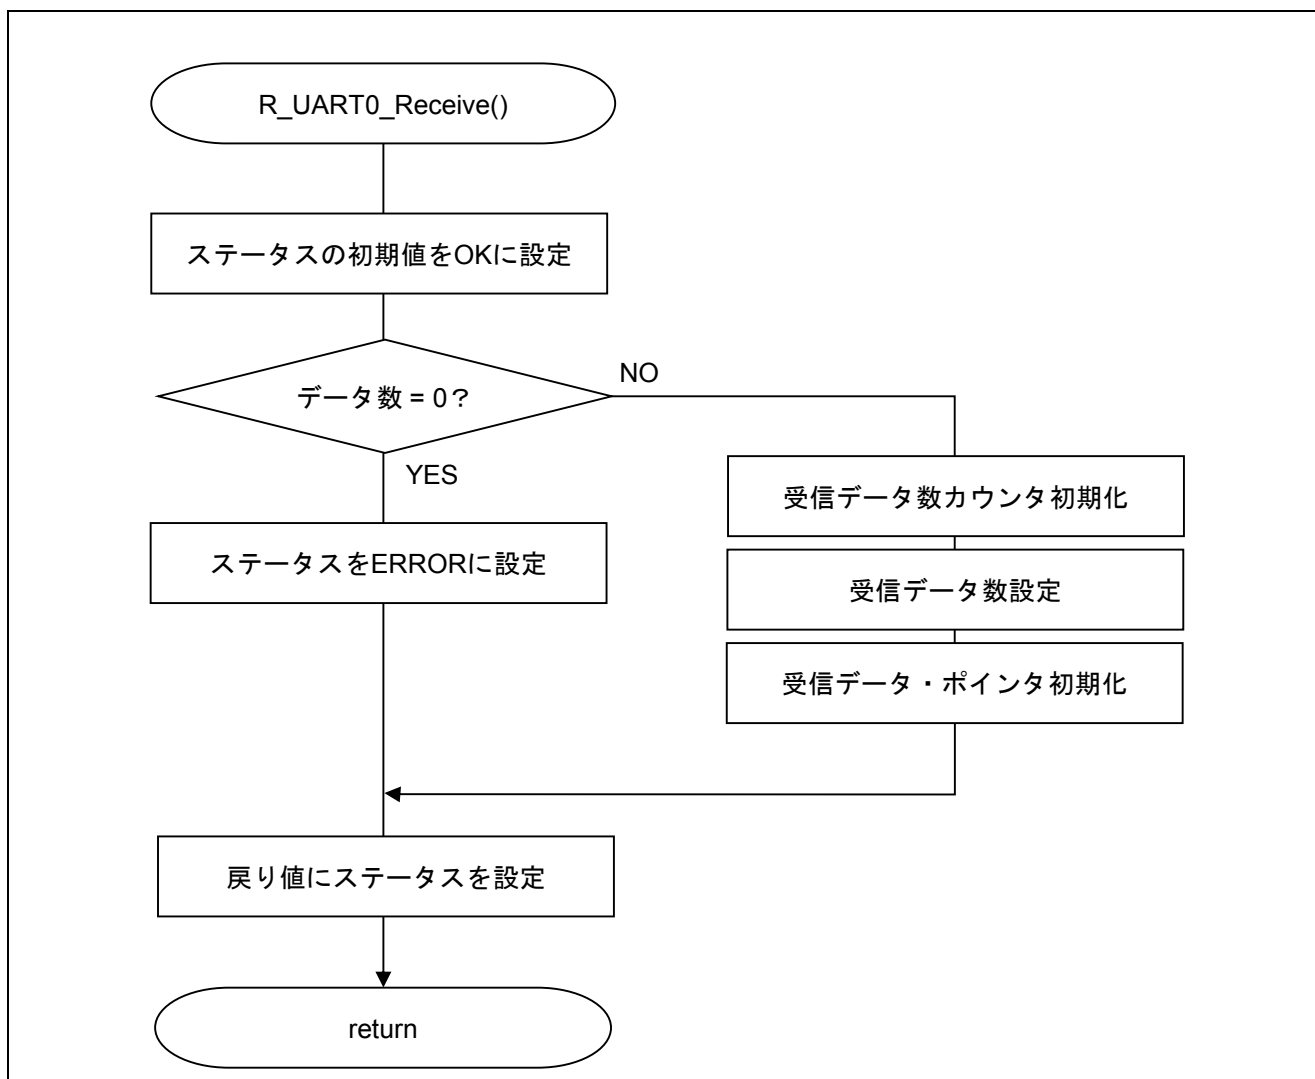 R_UART0_Receive()
ステータスの初期値をOKに設定
データ数 = 0？
NO
YES
受信データ数カウンタ初期化
ステータスをERRORに設定
受信データ数設定
受信データ・ポインタ初期化
戻り値にステータスを設定
return